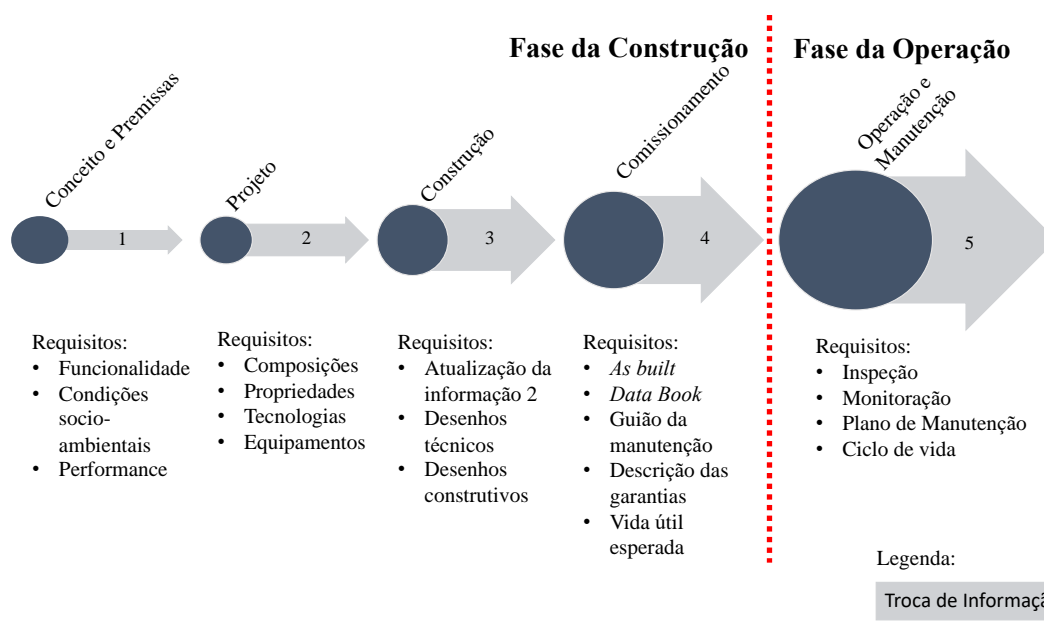 Fase da Construção
Fase da Operação
Conceito e Premissas
Projeto
Construção
Comissionamento
Operação e
Manutenção
1
2
3
4
5
Requisitos:
• Funcionalidade
• Condições
socio-
ambientais
• Performance
Requisitos:
• Composições
• Propriedades
• Tecnologias
• Equipamentos
Requisitos:
• Atualização da
informação 2
• Desenhos
técnicos
• Desenhos
construtivos
Requisitos:
• As built
• Data Book
• Guião da
manutenção
• Descrição das
garantias
• Vida útil
esperada
Requisitos:
• Inspeção
• Monitoração
• Plano de Manutenção
• Ciclo de vida
Legenda:
Troca de